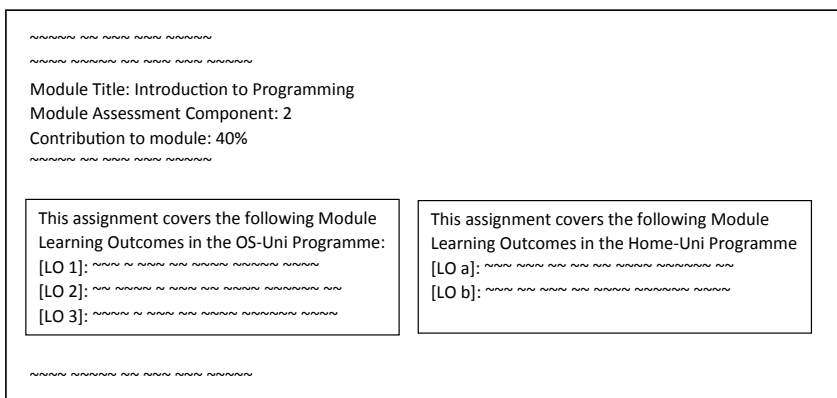 Module Title: Introduction to Programming
Module Assessment Component: 2
Contribution to module: 40%
This assignment covers the following Module
Learning Outcomes in the OS-Uni Programme:
[LO 1]: ~~~ ~ ~~~ ~~ ~~~~ ~~~~~ ~~~~
[LO 2]: ~~ ~~~~ ~ ~~~ ~~ ~~~~ ~~~~~~ ~~
[LO 3]: ~~~~ ~ ~~~ ~~ ~~~~ ~~~~~~ ~~~~
This assignment covers the following Module
Learning Outcomes in the Home-Uni Programme
[LO a]: ~~~ ~~~ ~~ ~~ ~~ ~~~~ ~~~~~~ ~~
[LO b]: ~~~ ~~ ~~~ ~~ ~~~~ ~~~~~~ ~~~~